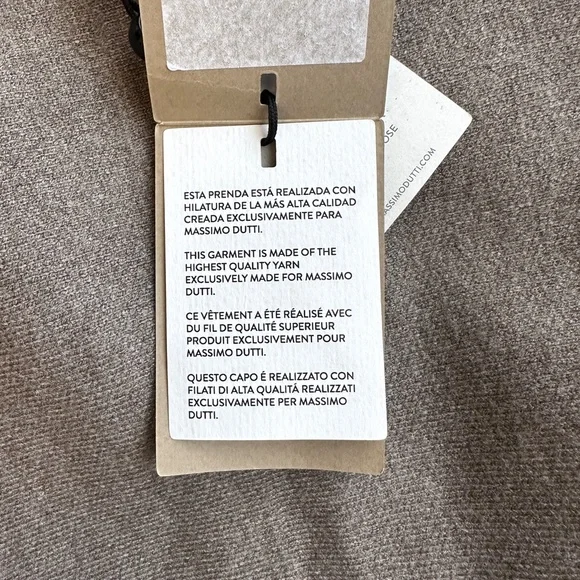 ESTA PRENDA ESTÁ REALIZADA CON
HILATURA DE LA MÁS ALTA CALIDAD
CREADA EXCLUSIVAMENTE PARA
MASSIMO DUTTI.
THIS GARMENT IS MADE OF THE
HIGHEST QUALITY YARN
EXCLUSIVELY MADE FOR MASSIMO
DUTTI.
CE VÊTEMENT A ÉTÉ RÉALISÉ AVEC
DU FIL DE QUALITÉ SUPERIEUR
PRODUIT EXCLUSIVEMENT POUR
MASSIMO DUTTI.
QUESTO CAPO É REALIZZATO CON
FILATI DI ALTA QUALITÁ REALIZZATI
ESCLUSIVAMENTE PER MASSIMO
DUTTI.
MASSIMODUTTI.COM